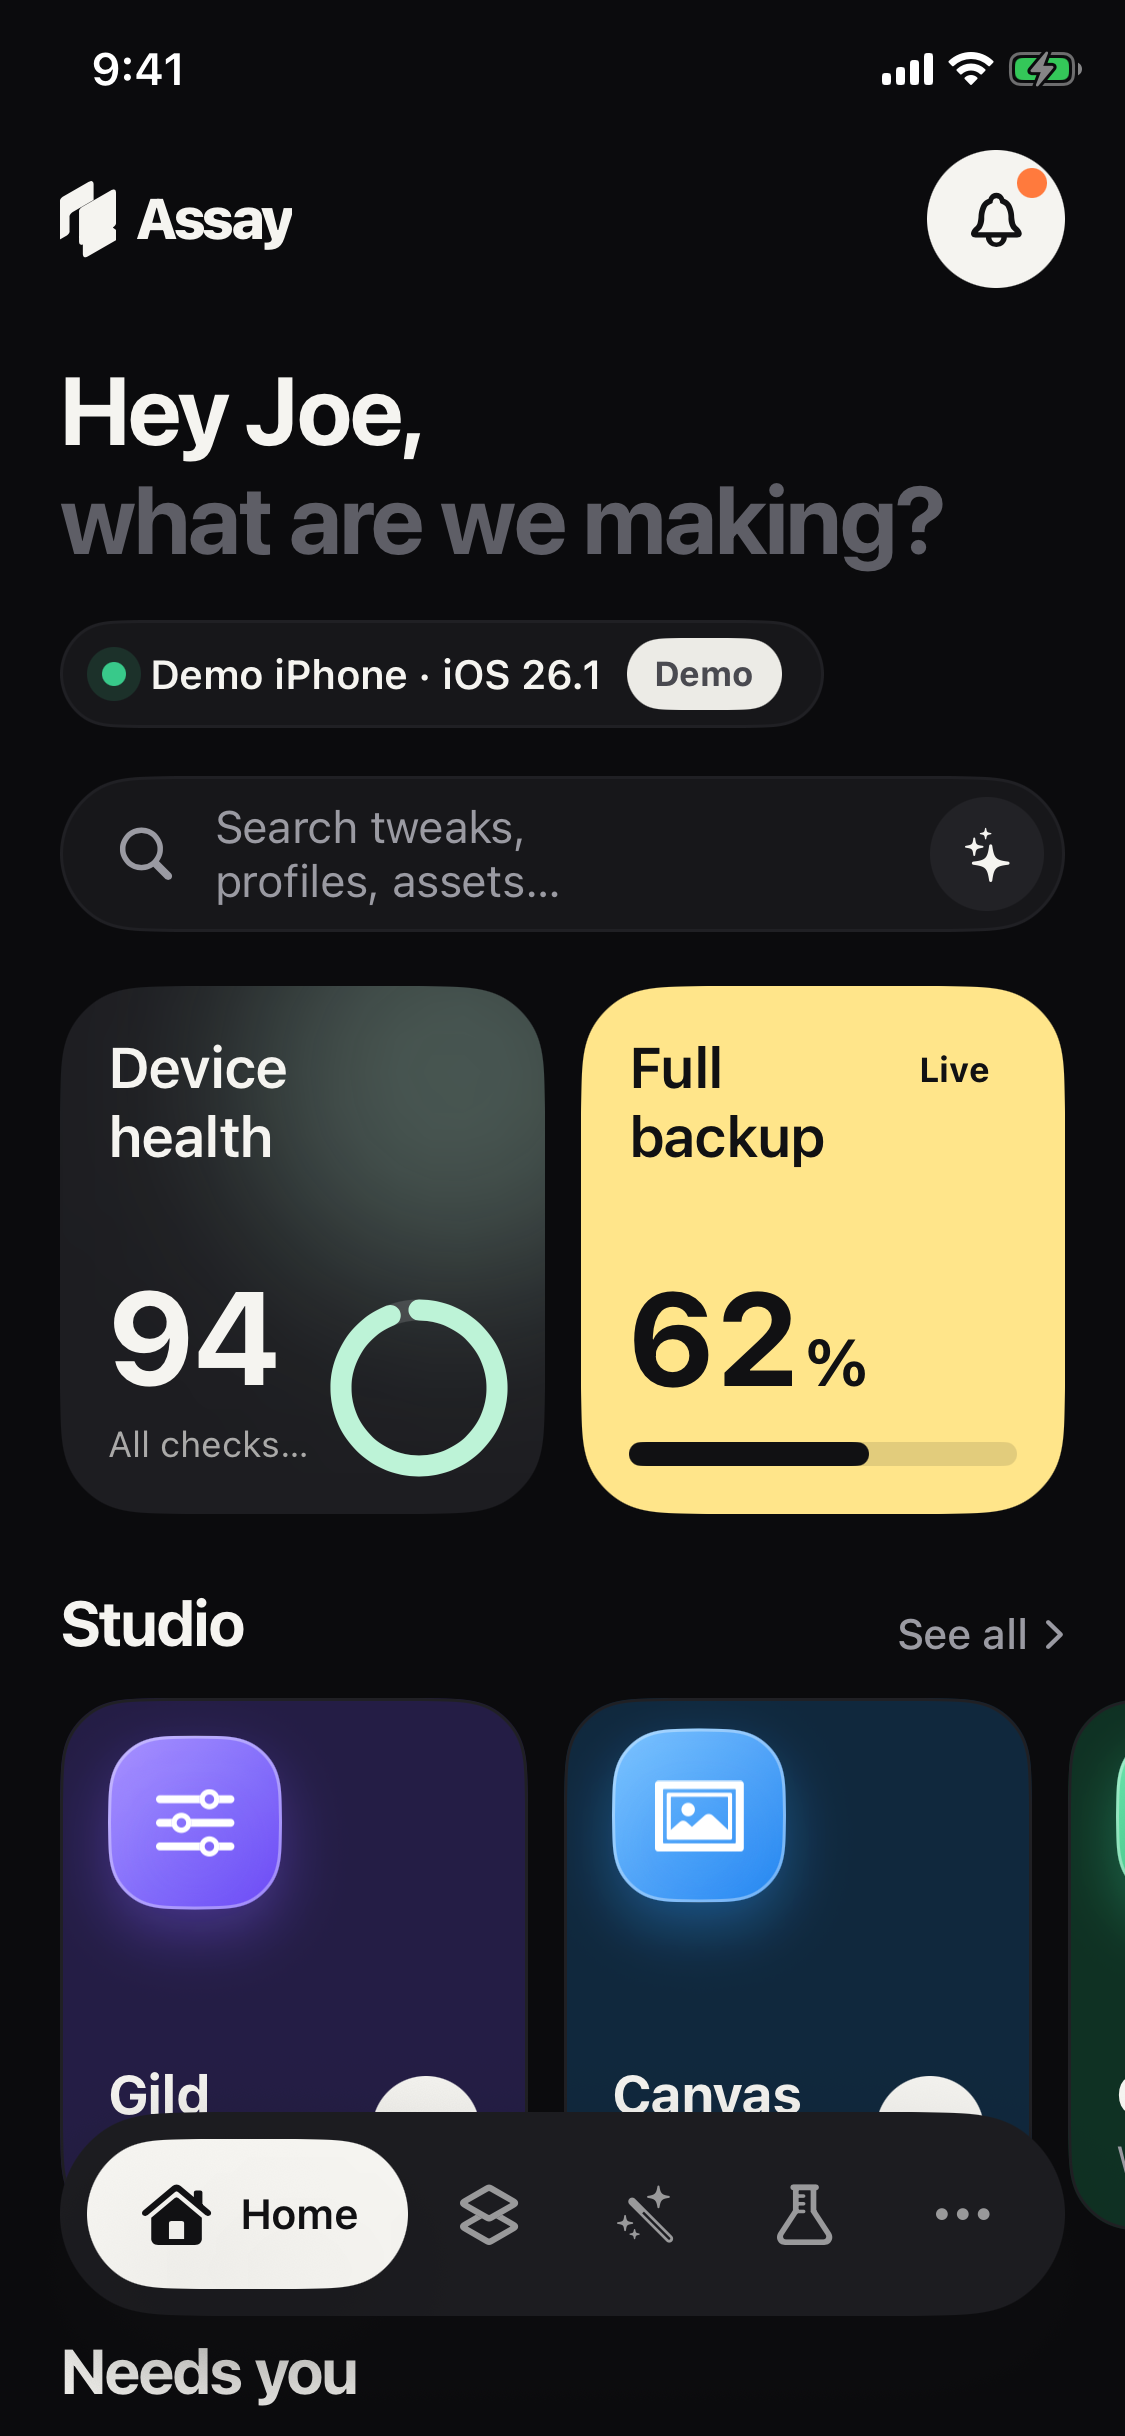 9:41
Assay
Hey Joe,
what are we making?
Demo iPhone · iOS 26.1 Demo
Search tweaks,
profiles, assets...
Device
health
94
All checks...
Full
backup
Live
62%
Studio
See all
Gild
Canvas
Home
Needs you